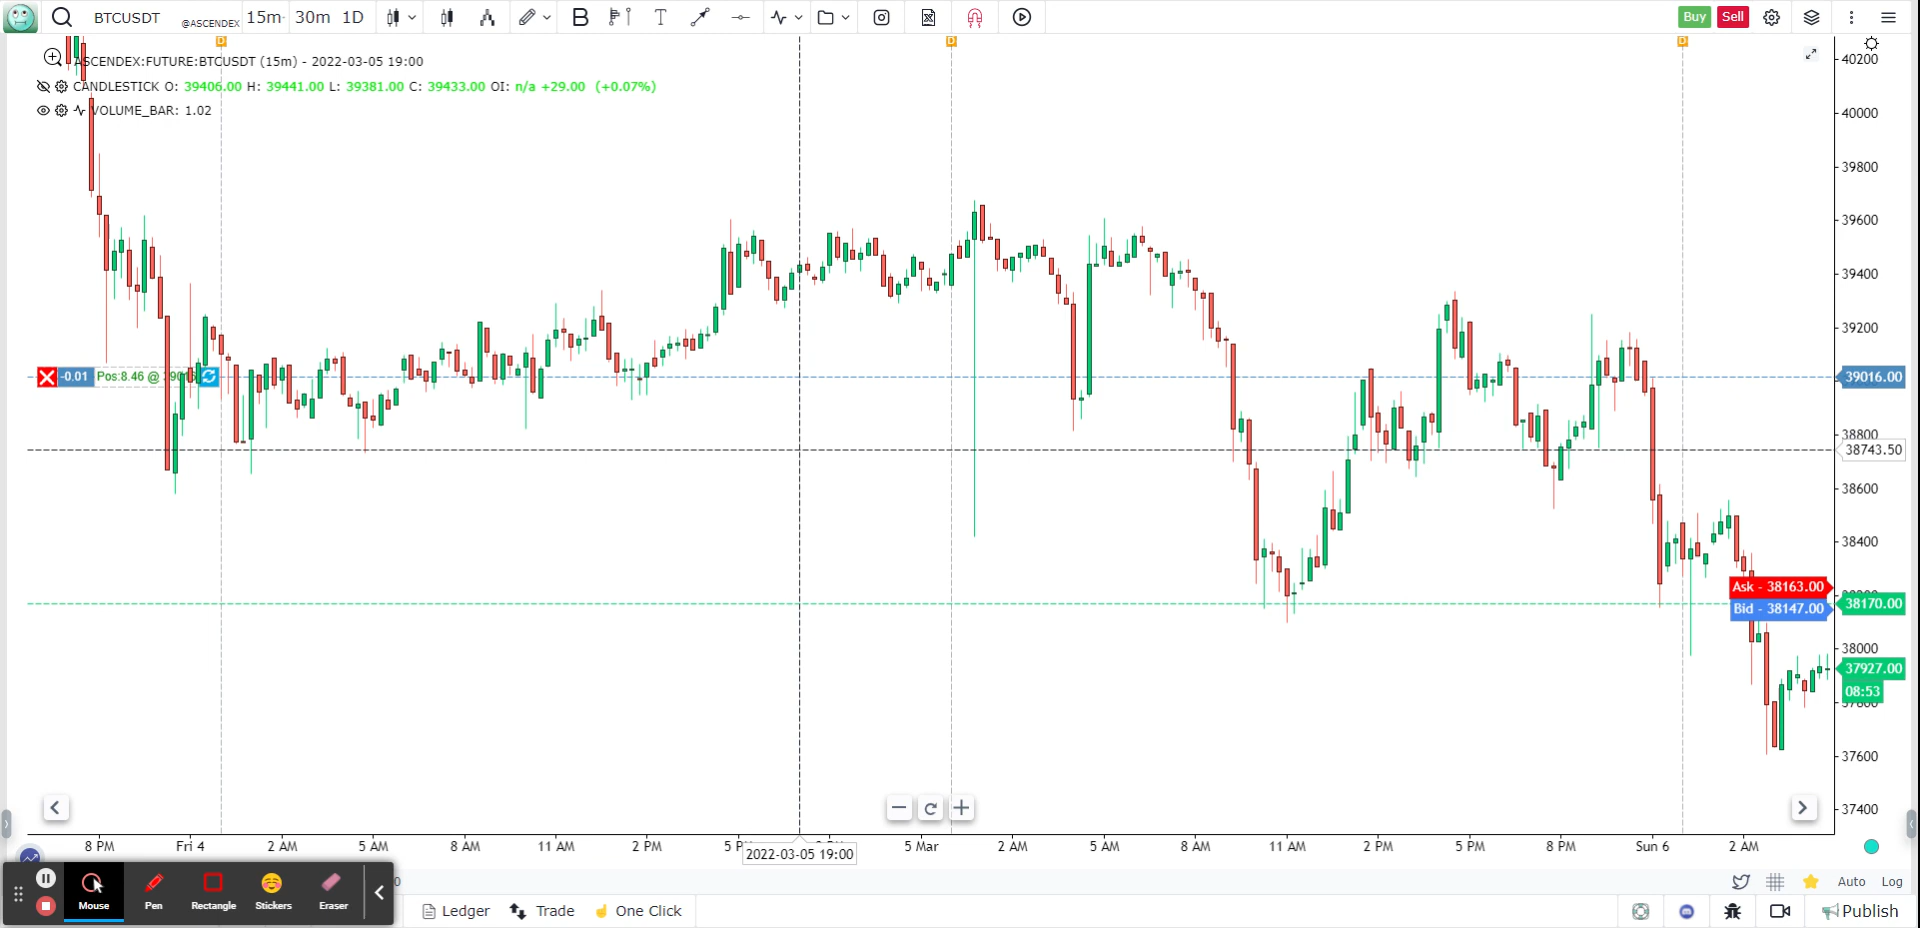 BTCUSDT @ASCENDEX 15m 30m 1D B T Buy Sell
D D D
ASCENDEX:FUTURE:BTCUSDT (15m) - 2022-03-05 19:00
CANDLESTICK O: 39406.00 H: 39441.00 L: 39381.00 C: 39433.00 OI: n/a +29.00 (+0.07%)
VOLUME_BAR: 1.02
40200
40000
39800
39600
39400
39200
-0.01 Pos:8.46 @ 39016
39016.00
38800
38743.50
38600
38400
Ask - 38163.00
38170.00
Bid - 38147.00
38000
37927.00
08:53
37800
37600
37400
8 PM Fri 4 2 AM 5 AM 8 AM 11 AM 2 PM 5 PM 5 Mar 2 AM 5 AM 8 AM 11 AM 2 PM 5 PM 8 PM Sun 6 2 AM
2022-03-05 19:00
Auto Log
Mouse Pen Rectangle Stickers Eraser
Ledger Trade One Click Publish